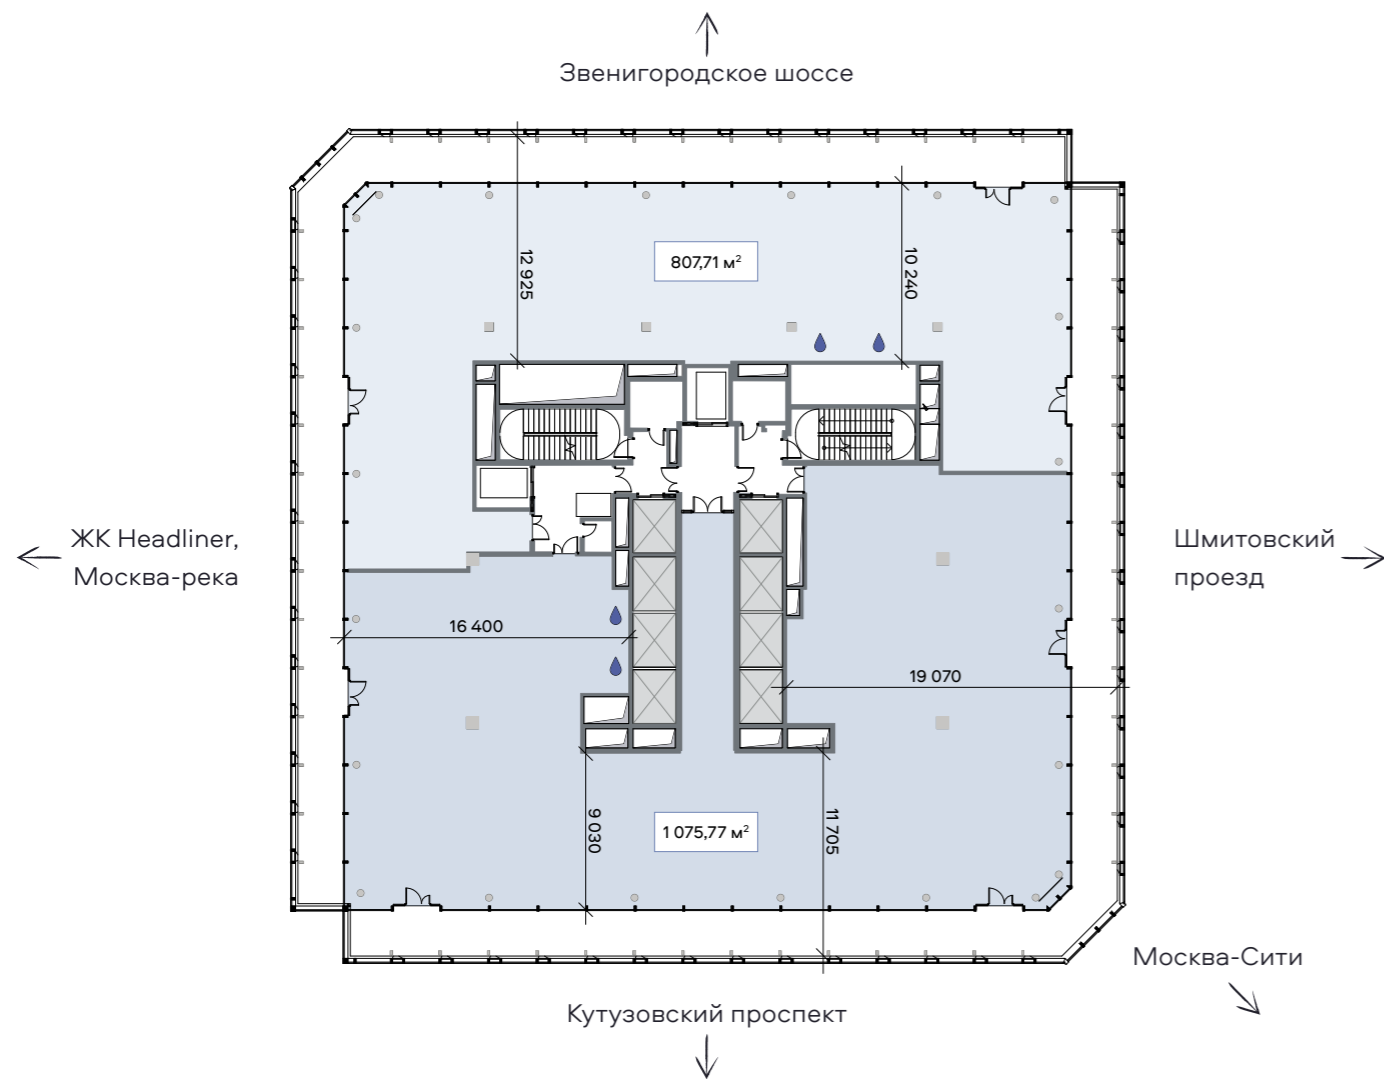 Звенигородское шоссе
12 925
807,71 м²
10 240
ЖК Headliner,
Москва-река
Шмитовский
проезд
16 400
19 070
9 030
1 075,77 м²
11 705
Москва-Сити
Кутузовский проспект